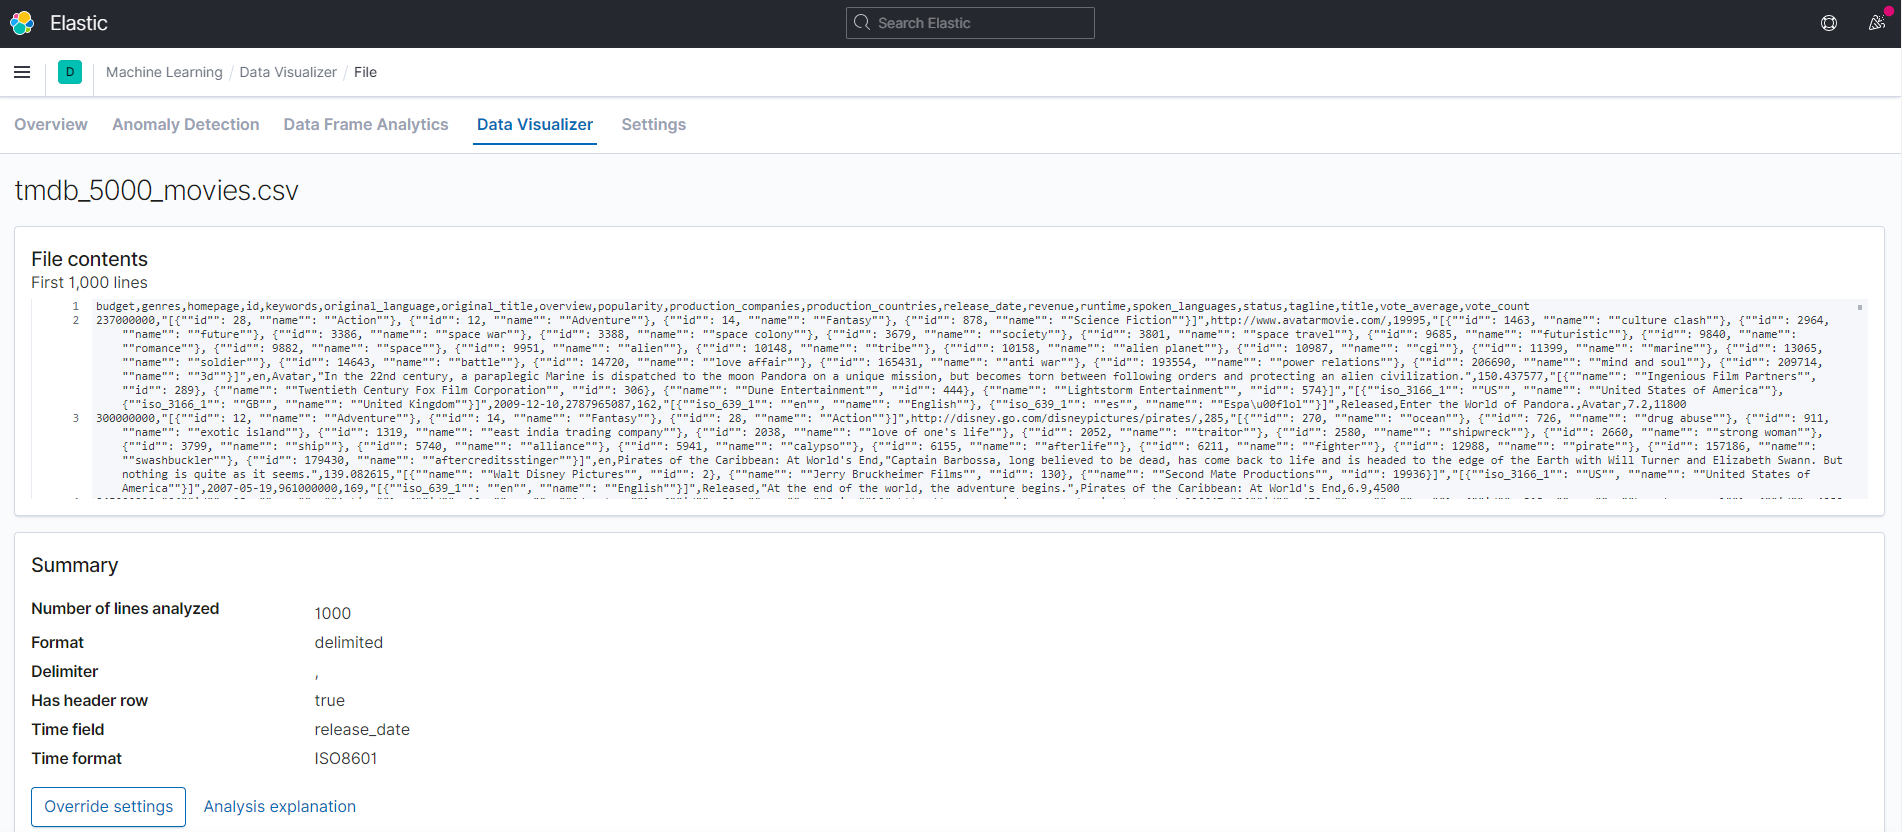 Elastic
Search Elastic
D
Machine Learning / Data Visualizer / File
Overview Anomaly Detection Data Frame Analytics Data Visualizer Settings
tmdb_5000_movies.csv
File contents
First 1,000 lines
1 budget,genres,homepage,id,keywords,original_language,original_title,overview,popularity,production_companies,production_countries,release_date,revenue,runtime,spoken_languages,status,tagline,title,vote_average,vote_count
2 237000000,"[{""id"": 28, ""name"": ""Action""}, {""id"": 12, ""name"": ""Adventure""}, {""id"": 14, ""name"": ""Fantasy""}, {""id"": 878, ""name"": ""Science Fiction""}]",http://www.avatarmovie.com/,19995,"[{""id"": 1463, ""name"": ""culture clash""}, {""id"": 2964,
""name"": ""future""}, {""id"": 3386, ""name"": ""space war""}, {""id"": 3388, ""name"": ""space colony""}, {""id"": 3679, ""name"": ""society""}, {""id"": 3801, ""name"": ""space travel""}, {""id"": 9685, ""name"": ""futuristic""}, {""id"": 9840, ""name"":
""romance""}, {""id"": 9882, ""name"": ""space""}, {""id"": 9951, ""name"": ""alien""}, {""id"": 10148, ""name"": ""tribe""}, {""id"": 10158, ""name"": ""alien planet""}, {""id"": 10987, ""name"": ""cgi""}, {""id"": 11399, ""name"": ""marine""}, {""id"": 13065,
""name"": ""soldier""}, {""id"": 14643, ""name"": ""battle""}, {""id"": 14720, ""name"": ""love affair""}, {""id"": 165431, ""name"": ""anti war""}, {""id"": 193554, ""name"": ""power relations""}, {""id"": 206690, ""name"": ""mind and soul""}, {""id"": 209714,
""name"": ""3d""}]",en,Avatar,"In the 22nd century, a paraplegic Marine is dispatched to the moon Pandora on a unique mission, but becomes torn between following orders and protecting an alien civilization.",150.437577,"[{""name"": ""Ingenious Film Partners"",
""id"": 289}, {""name"": ""Twentieth Century Fox Film Corporation"", ""id"": 306}, {""name"": ""Dune Entertainment"", ""id"": 444}, {""name"": ""Lightstorm Entertainment"", ""id"": 574}]","[{""iso_3166_1"": ""US"", ""name"": ""United States of America""},
{""iso_3166_1"": ""GB"", ""name"": ""United Kingdom""}]",2009-12-10,2787965087,162,"[{""iso_639_1"": ""en"", ""name"": ""English""}, {""iso_639_1"": ""es"", ""name"": ""Espa\u00f1ol""}]",Released,Enter the World of Pandora.,Avatar,7.2,11800
3 300000000,"[{""id"": 12, ""name"": ""Adventure""}, {""id"": 14, ""name"": ""Fantasy""}, {""id"": 28, ""name"": ""Action""}]",http://disney.go.com/disneypictures/pirates/,285,"[{""id"": 270, ""name"": ""ocean""}, {""id"": 726, ""name"": ""drug abuse""}, {""id"": 911,
""name"": ""exotic island""}, {""id"": 1319, ""name"": ""east india trading company""}, {""id"": 2038, ""name"": ""love of one's life""}, {""id"": 2052, ""name"": ""traitor""}, {""id"": 2580, ""name"": ""shipwreck""}, {""id"": 2660, ""name"": ""strong woman""},
{""id"": 3799, ""name"": ""ship""}, {""id"": 5740, ""name"": ""alliance""}, {""id"": 5941, ""name"": ""calypso""}, {""id"": 6155, ""name"": ""afterlife""}, {""id"": 6211, ""name"": ""fighter""}, {""id"": 12988, ""name"": ""pirate""}, {""id"": 157186, ""name"":
""swashbuckler""}, {""id"": 179430, ""name"": ""aftercreditsstinger""}]",en,Pirates of the Caribbean: At World's End,"Captain Barbossa, long believed to be dead, has come back to life and is headed to the edge of the Earth with Will Turner and Elizabeth Swann. But
nothing is quite as it seems.",139.082615,"[{""name"": ""Walt Disney Pictures"", ""id"": 2}, {""name"": ""Jerry Bruckheimer Films"", ""id"": 130}, {""name"": ""Second Mate Productions"", ""id"": 19936}]","[{""iso_3166_1"": ""US"", ""name"": ""United States of
America""}]",2007-05-19,961000000,169,"[{""iso_639_1"": ""en"", ""name"": ""English""}]",Released,"At the end of the world, the adventure begins.",Pirates of the Caribbean: At World's End,6.9,4500
Summary
Number of lines analyzed 1000
Format delimited
Delimiter ,
Has header row true
Time field release_date
Time format ISO8601
Override settings Analysis explanation